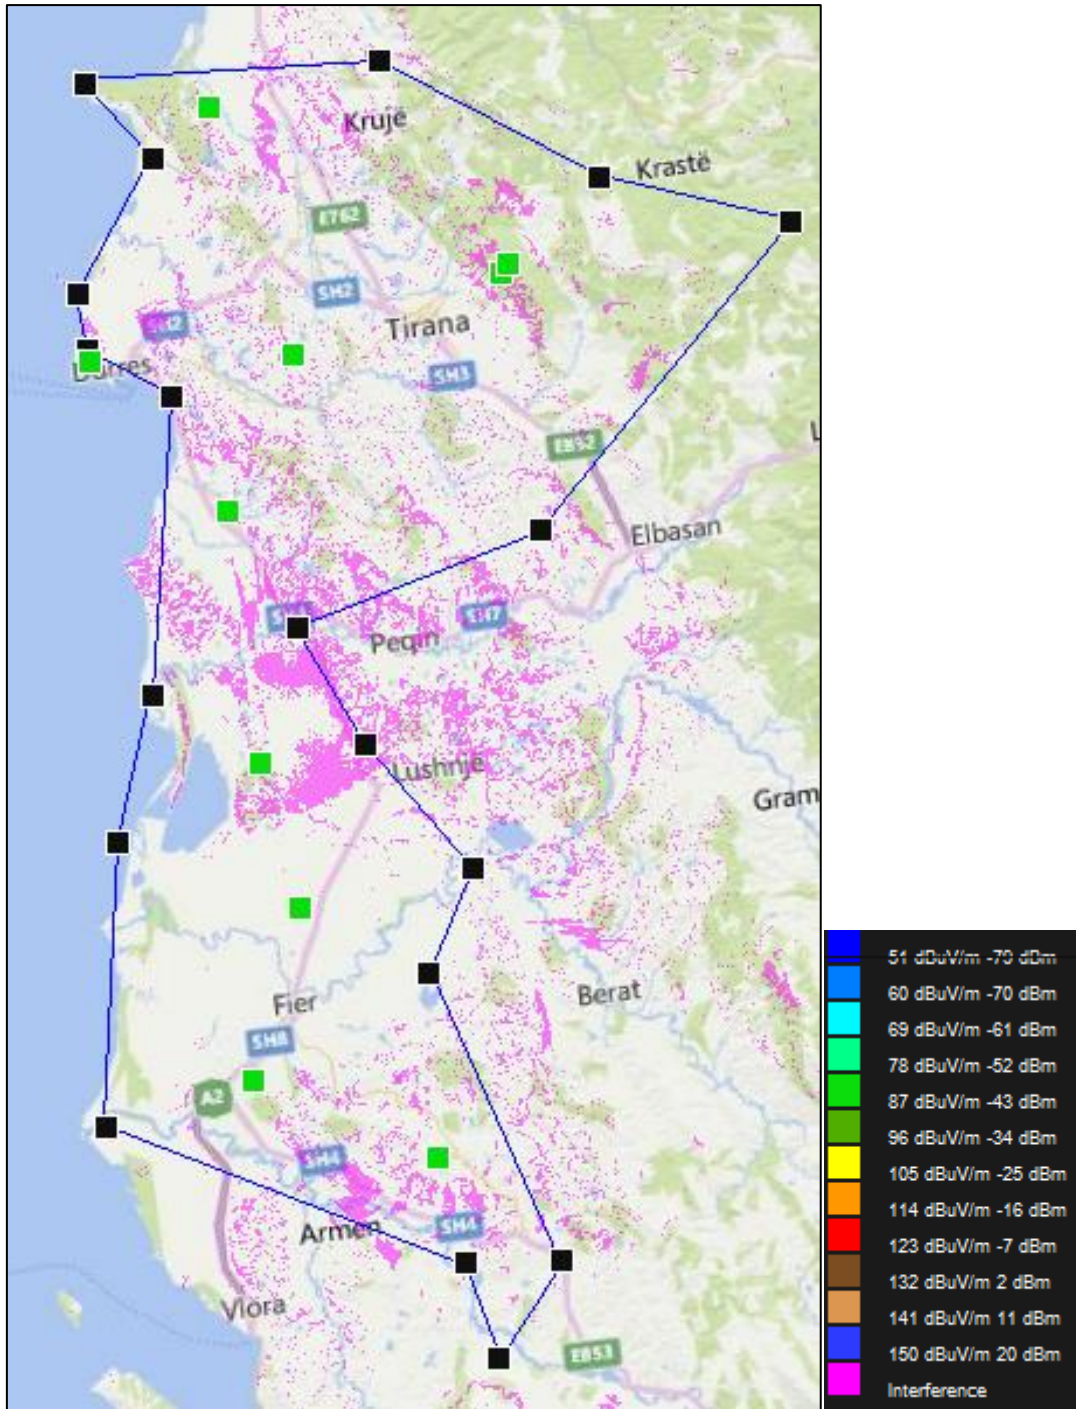 Krujë
Krastë
E762
SH2
SH2
Tirana
Durres
SH3
E852
L
Elbasan
SH7
Peqin
Lushnje
Gram
Berat
Fier
SH8
A2
SH4
Armen
SH4
Vlora
E853
51 dBuV/m -79 dBm
60 dBuV/m -70 dBm
69 dBuV/m -61 dBm
78 dBuV/m -52 dBm
87 dBuV/m -43 dBm
96 dBuV/m -34 dBm
105 dBuV/m -25 dBm
114 dBuV/m -16 dBm
123 dBuV/m -7 dBm
132 dBuV/m 2 dBm
141 dBuV/m 11 dBm
150 dBuV/m 20 dBm
Interference